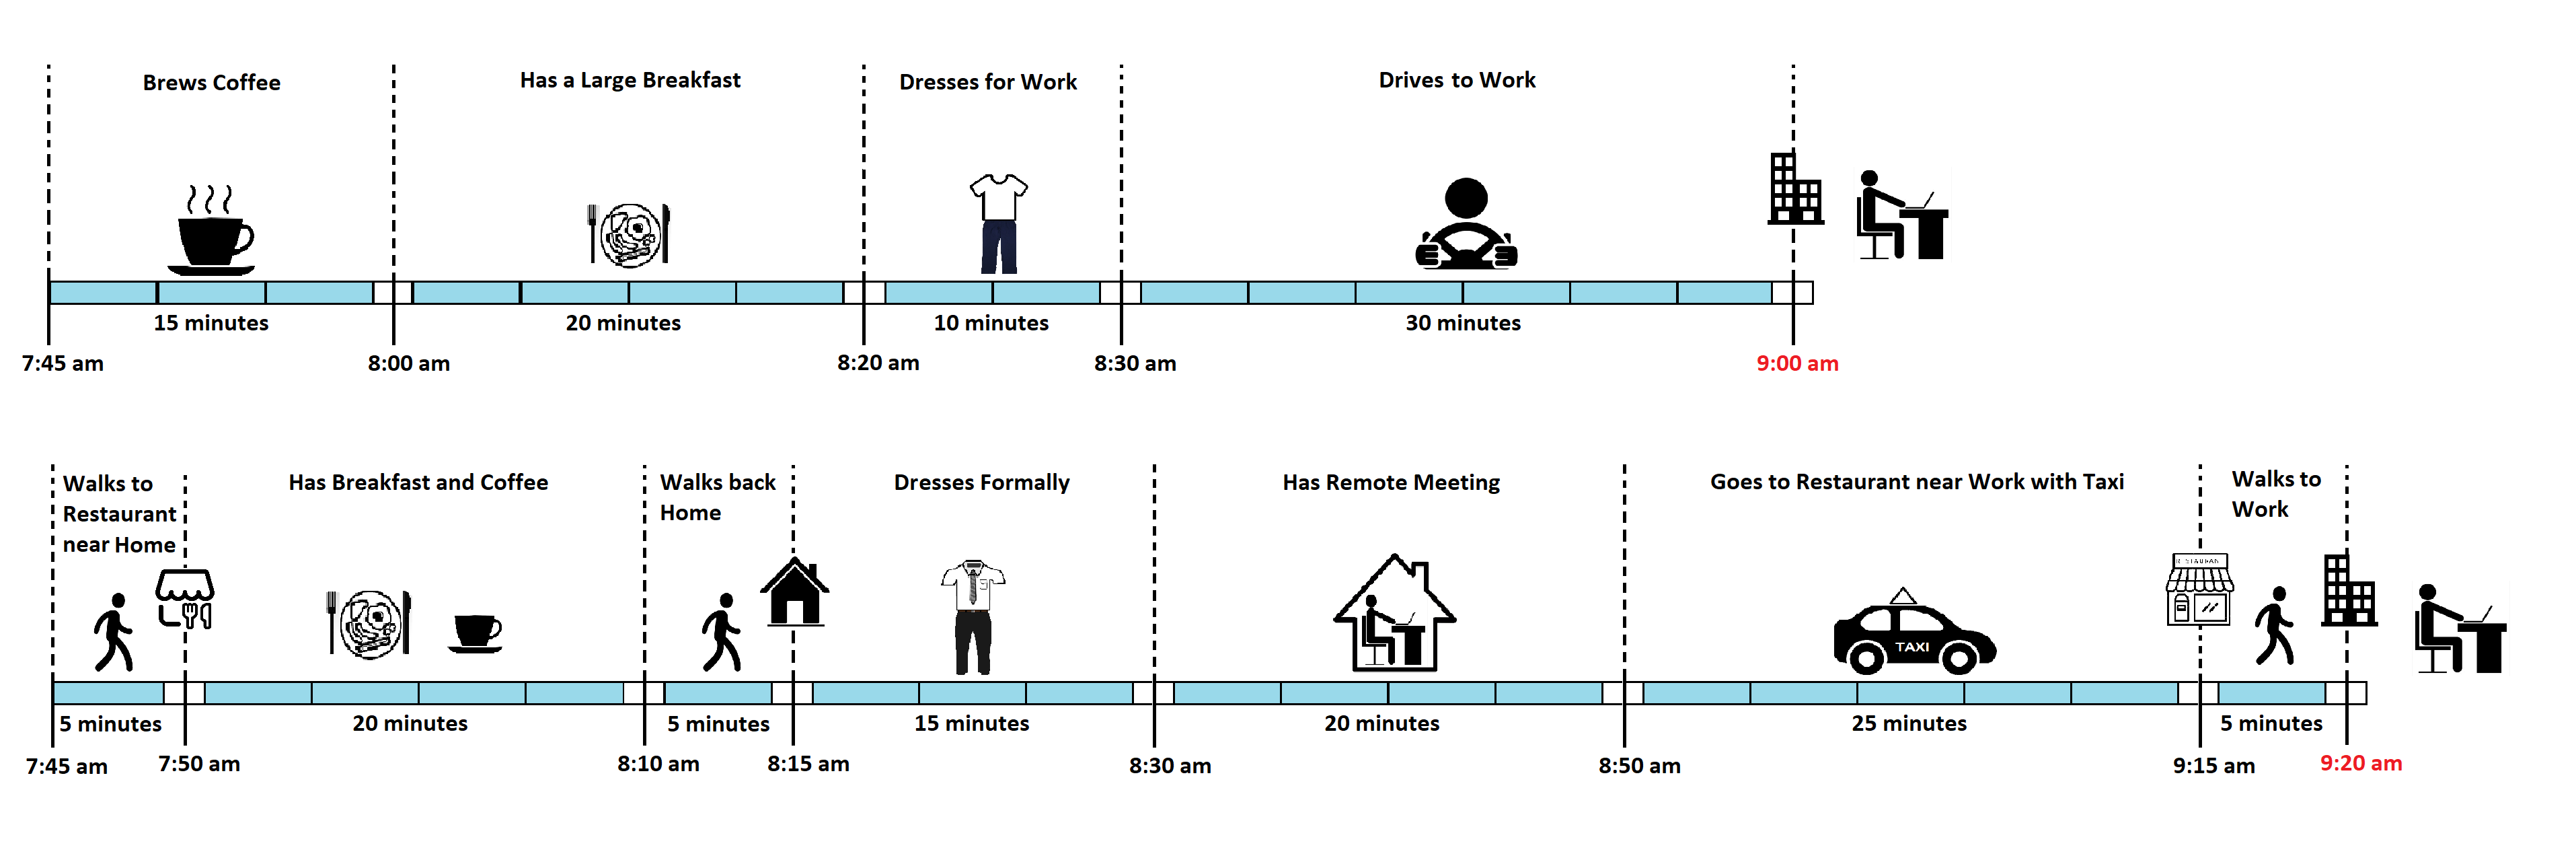 Brews Coffee
Has a Large Breakfast
Dresses for Work
Drives to Work
15 minutes
20 minutes
10 minutes
30 minutes
7:45 am
8:00 am
8:20 am
8:30 am
9:00 am
Walks to
Restaurant
near Home
Has Breakfast and Coffee
Walks back
Home
Dresses Formally
Has Remote Meeting
Goes to Restaurant near Work with Taxi
Walks to
Work
TAXI
5 minutes
20 minutes
5 minutes
15 minutes
20 minutes
25 minutes
5 minutes
7:45 am
7:50 am
8:10 am
8:15 am
8:30 am
8:50 am
9:15 am
9:20 am